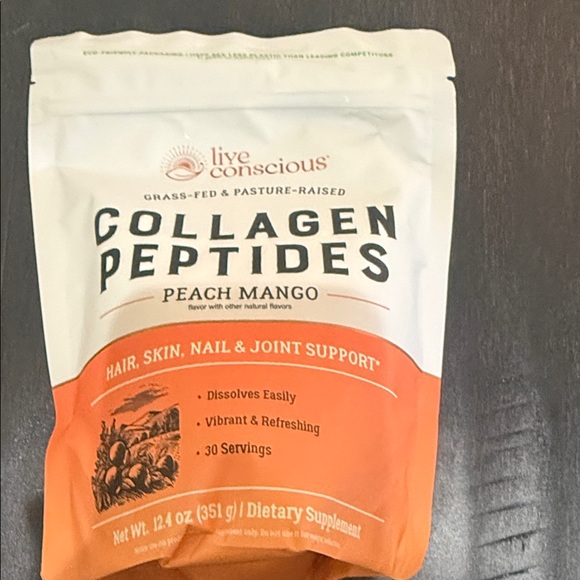 live
conscious®
GRASS-FED & PASTURE-RAISED
COLLAGEN
PEPTIDES
PEACH MANGO
flavor with other natural flavors
HAIR, SKIN, NAIL & JOINT SUPPORT*
• Dissolves Easily
• Vibrant & Refreshing
• 30 Servings
Net Wt. 12.4 oz (351 g) | Dietary Supplement